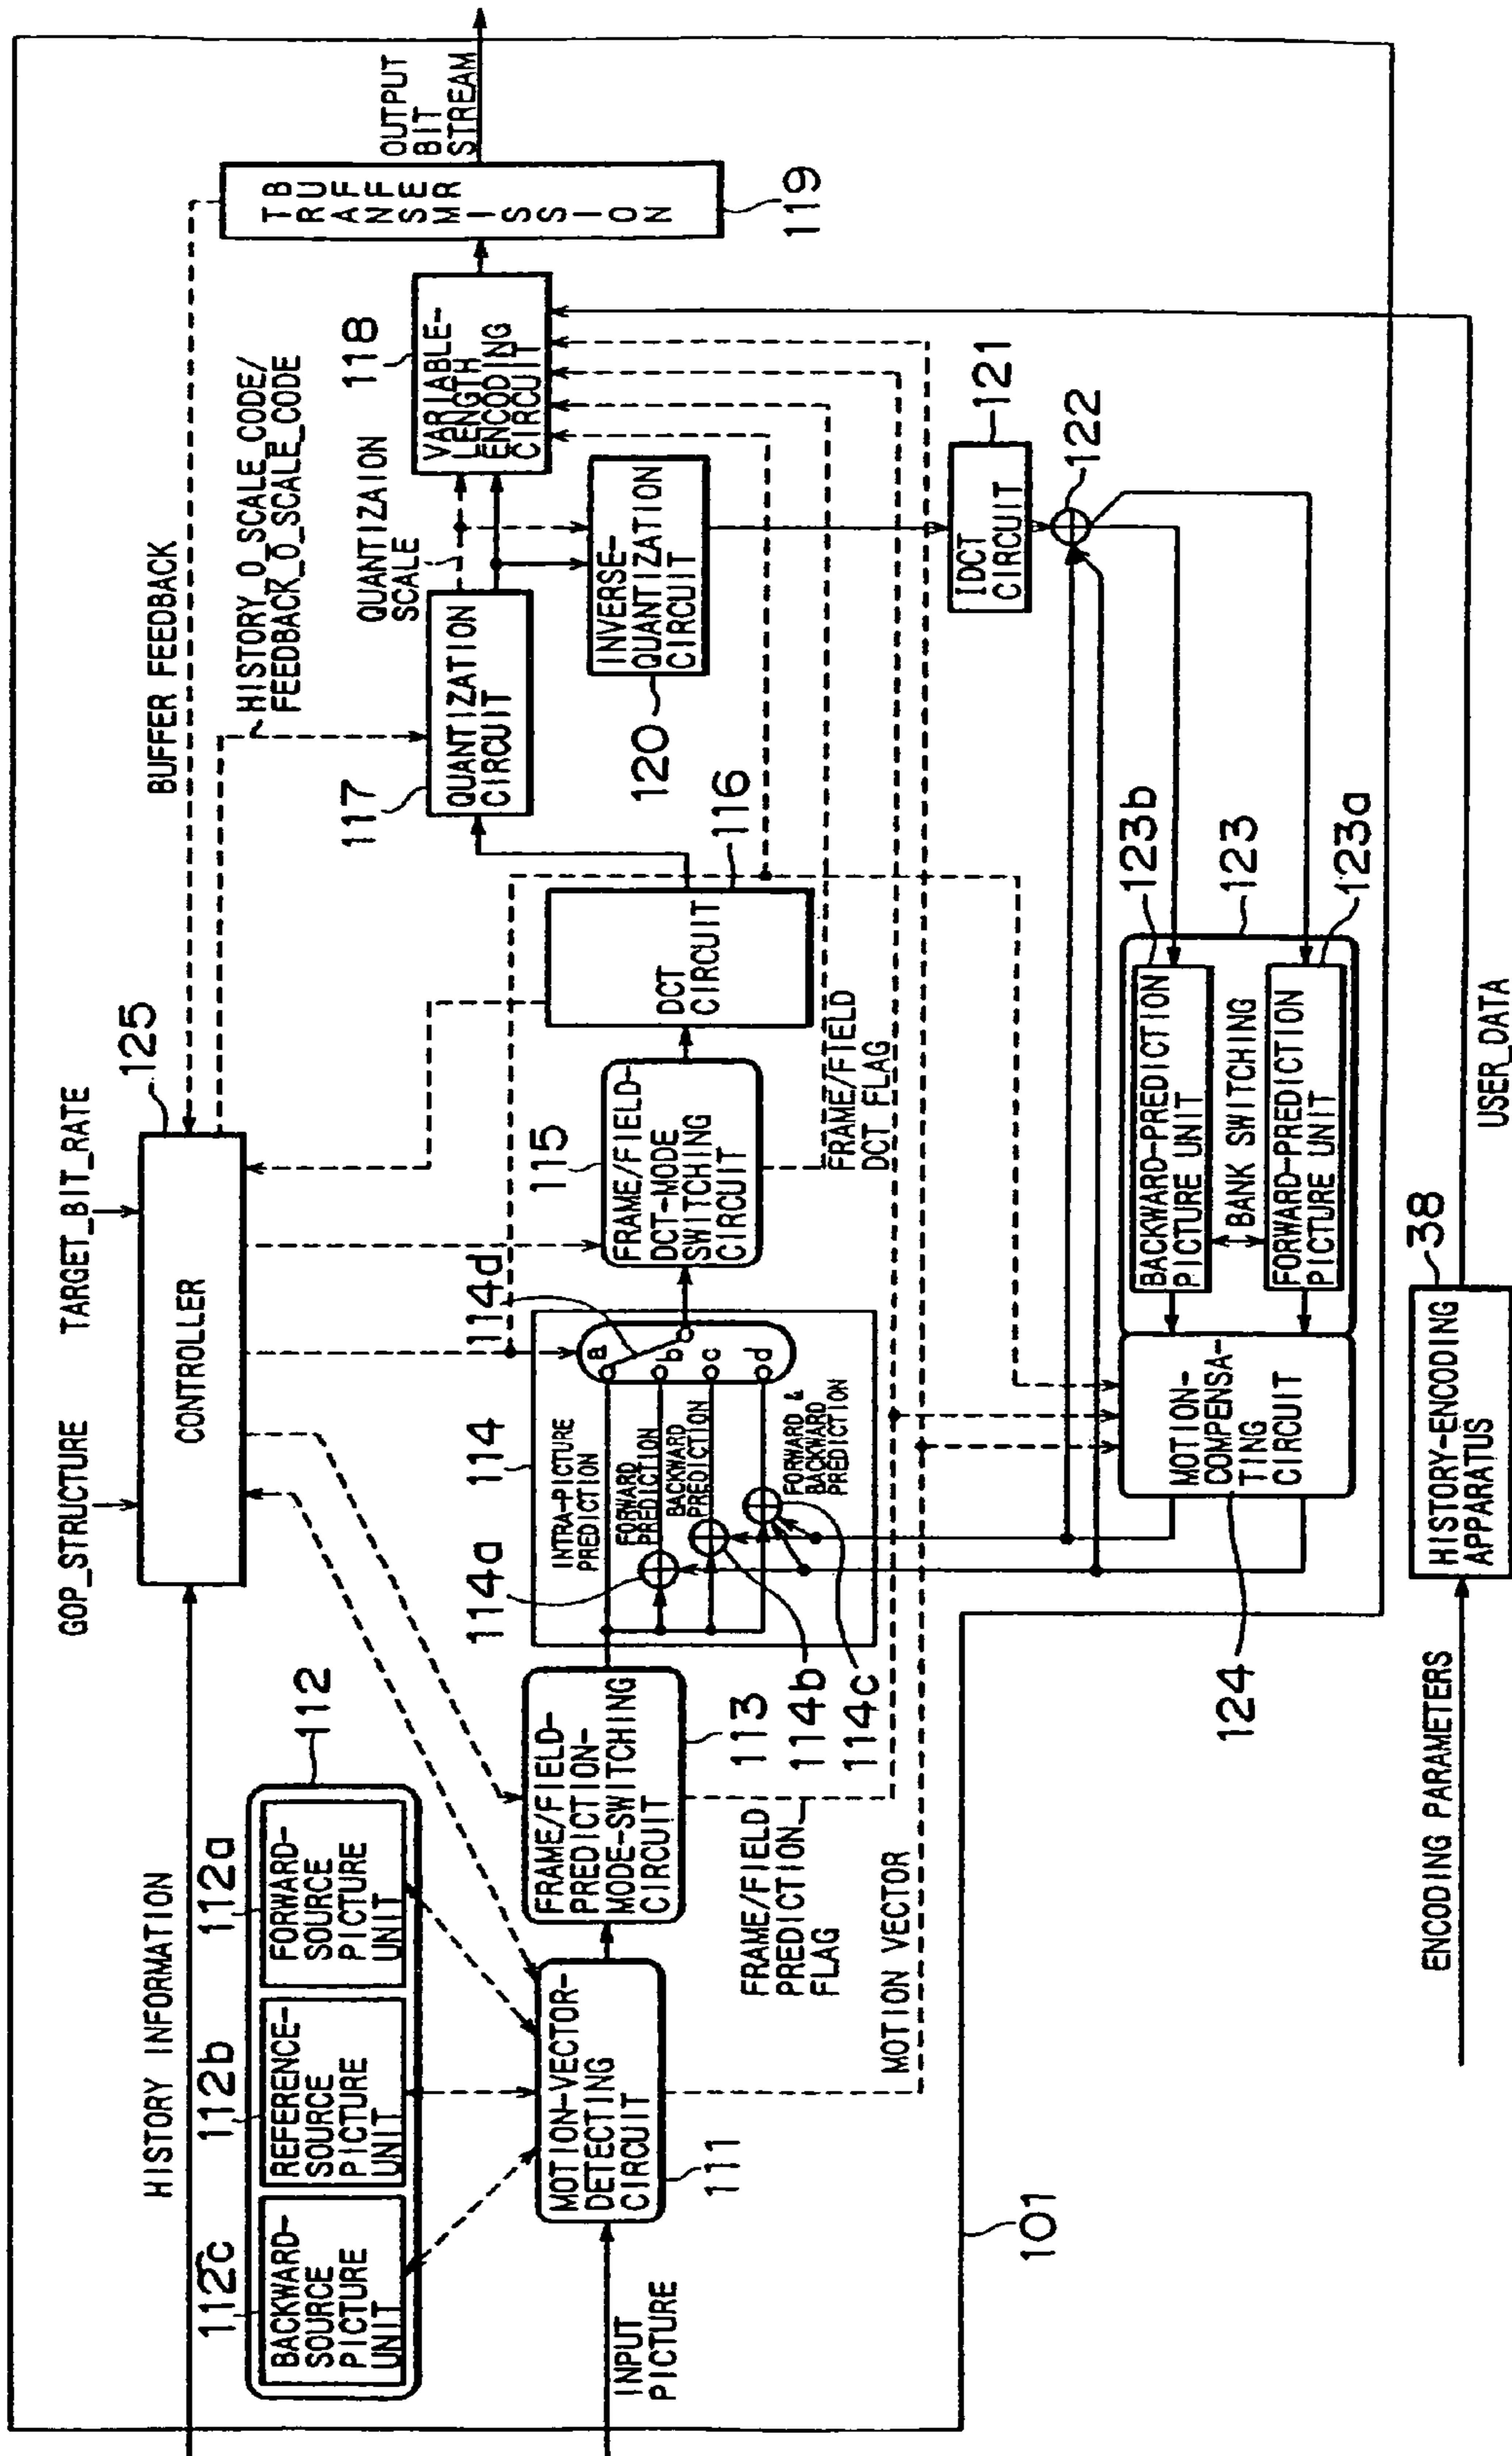 HISTORY INFORMATION
GOP_STRUCTURE
TARGET_BIT_RATE
CONTROLLER
125
BUFFER FEEDBACK
HISTORY_Q_SCALE_CODE/
FEEDBACK_Q_SCALE_CODE
112
112c
112b
112a
BACKWARD-
SOURCE
PICTURE
UNIT
REFERENCE-
SOURCE
PICTURE
UNIT
FORWARD-
SOURCE
PICTURE
UNIT
INPUT
PICTURE
MOTION-VECTOR-
DETECTING
CIRCUIT
111
FRAME/FIELD-
PREDICTION-
MODE-SWITCHING
CIRCUIT
113
FRAME/FIELD
PREDICTION
FLAG
MOTION VECTOR
114
114a
114b
114c
114d
INTRA-PICTURE
PREDICTION
FORWARD
PREDICTION
BACKWARD
PREDICTION
FORWARD &
BACKWARD
PREDICTION
a
b
c
d
FRAME/FIELD-
DCT-MODE
SWITCHING
CIRCUIT
115
FRAME/FIELD
DCT FLAG
DCT
CIRCUIT
116
QUANTIZATION
CIRCUIT
117
QUANTIZAION
SCALE
VARIABLE-
LENGTH
ENCODING
CIRCUIT
118
TRANSMISSION
BUFFER
119
OUTPUT
BIT
STREAM
INVERSE-
QUANTIZATION
CIRCUIT
120
IDCT
CIRCUIT
121
122
BACKWARD-PREDICTION
PICTURE UNIT
BANK SWITCHING
FORWARD-PREDICTION
PICTURE UNIT
123b
123
123a
MOTION-
COMPENSA-
TING
CIRCUIT
124
101
ENCODING PARAMETERS
HISTORY-ENCODING
APPARATUS
38
USER_DATA